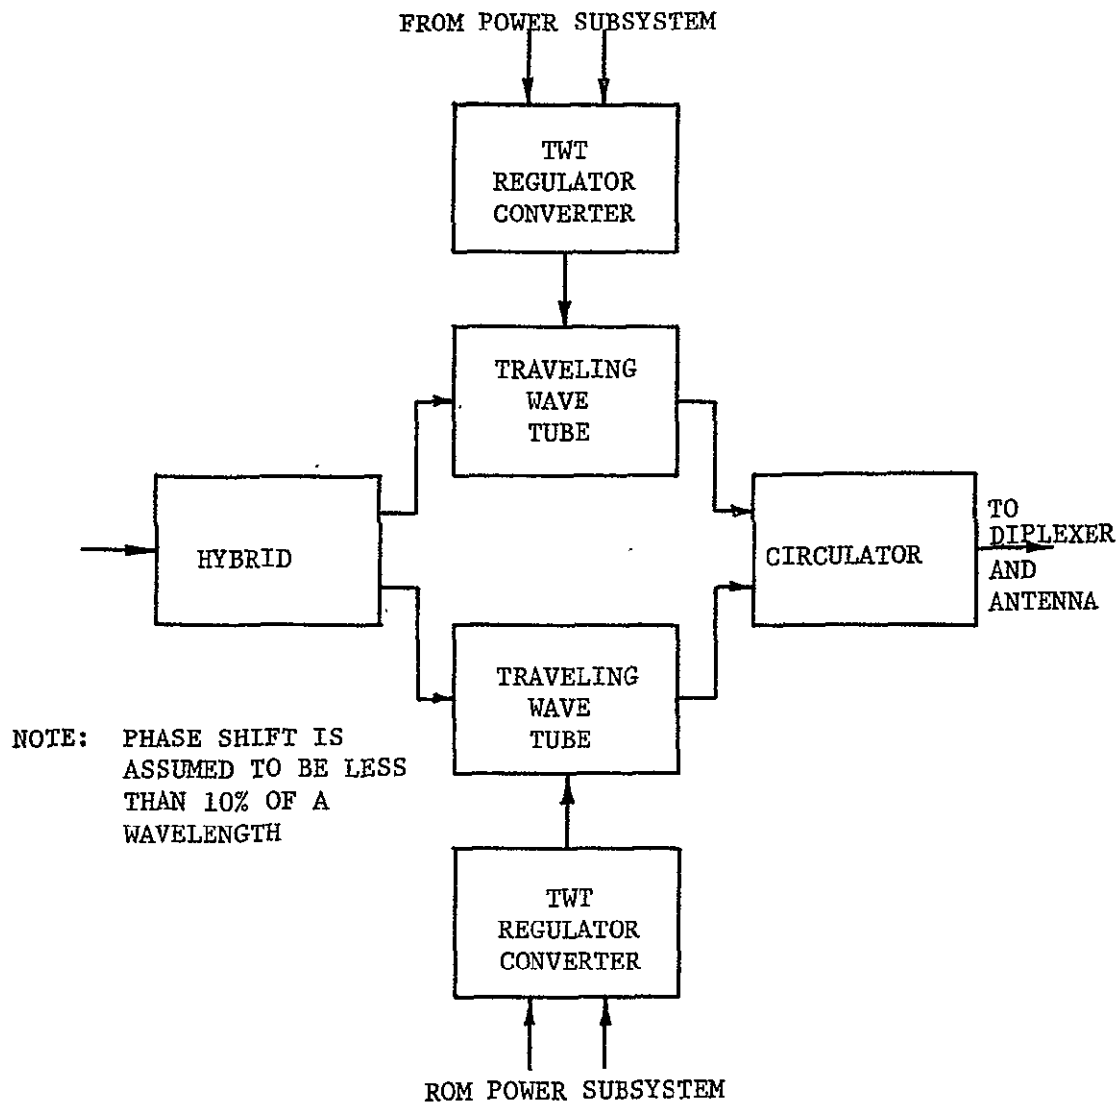 FROM POWER SUBSYSTEM
TWT
REGULATOR
CONVERTER
TRAVELING
WAVE
TUBE
HYBRID
CIRCULATOR
TO
DIPLEXER
AND
ANTENNA
TRAVELING
WAVE
TUBE
NOTE: PHASE SHIFT IS
ASSUMED TO BE LESS
THAN 10% OF A
WAVELENGTH
TWT
REGULATOR
CONVERTER
ROM POWER SUBSYSTEM